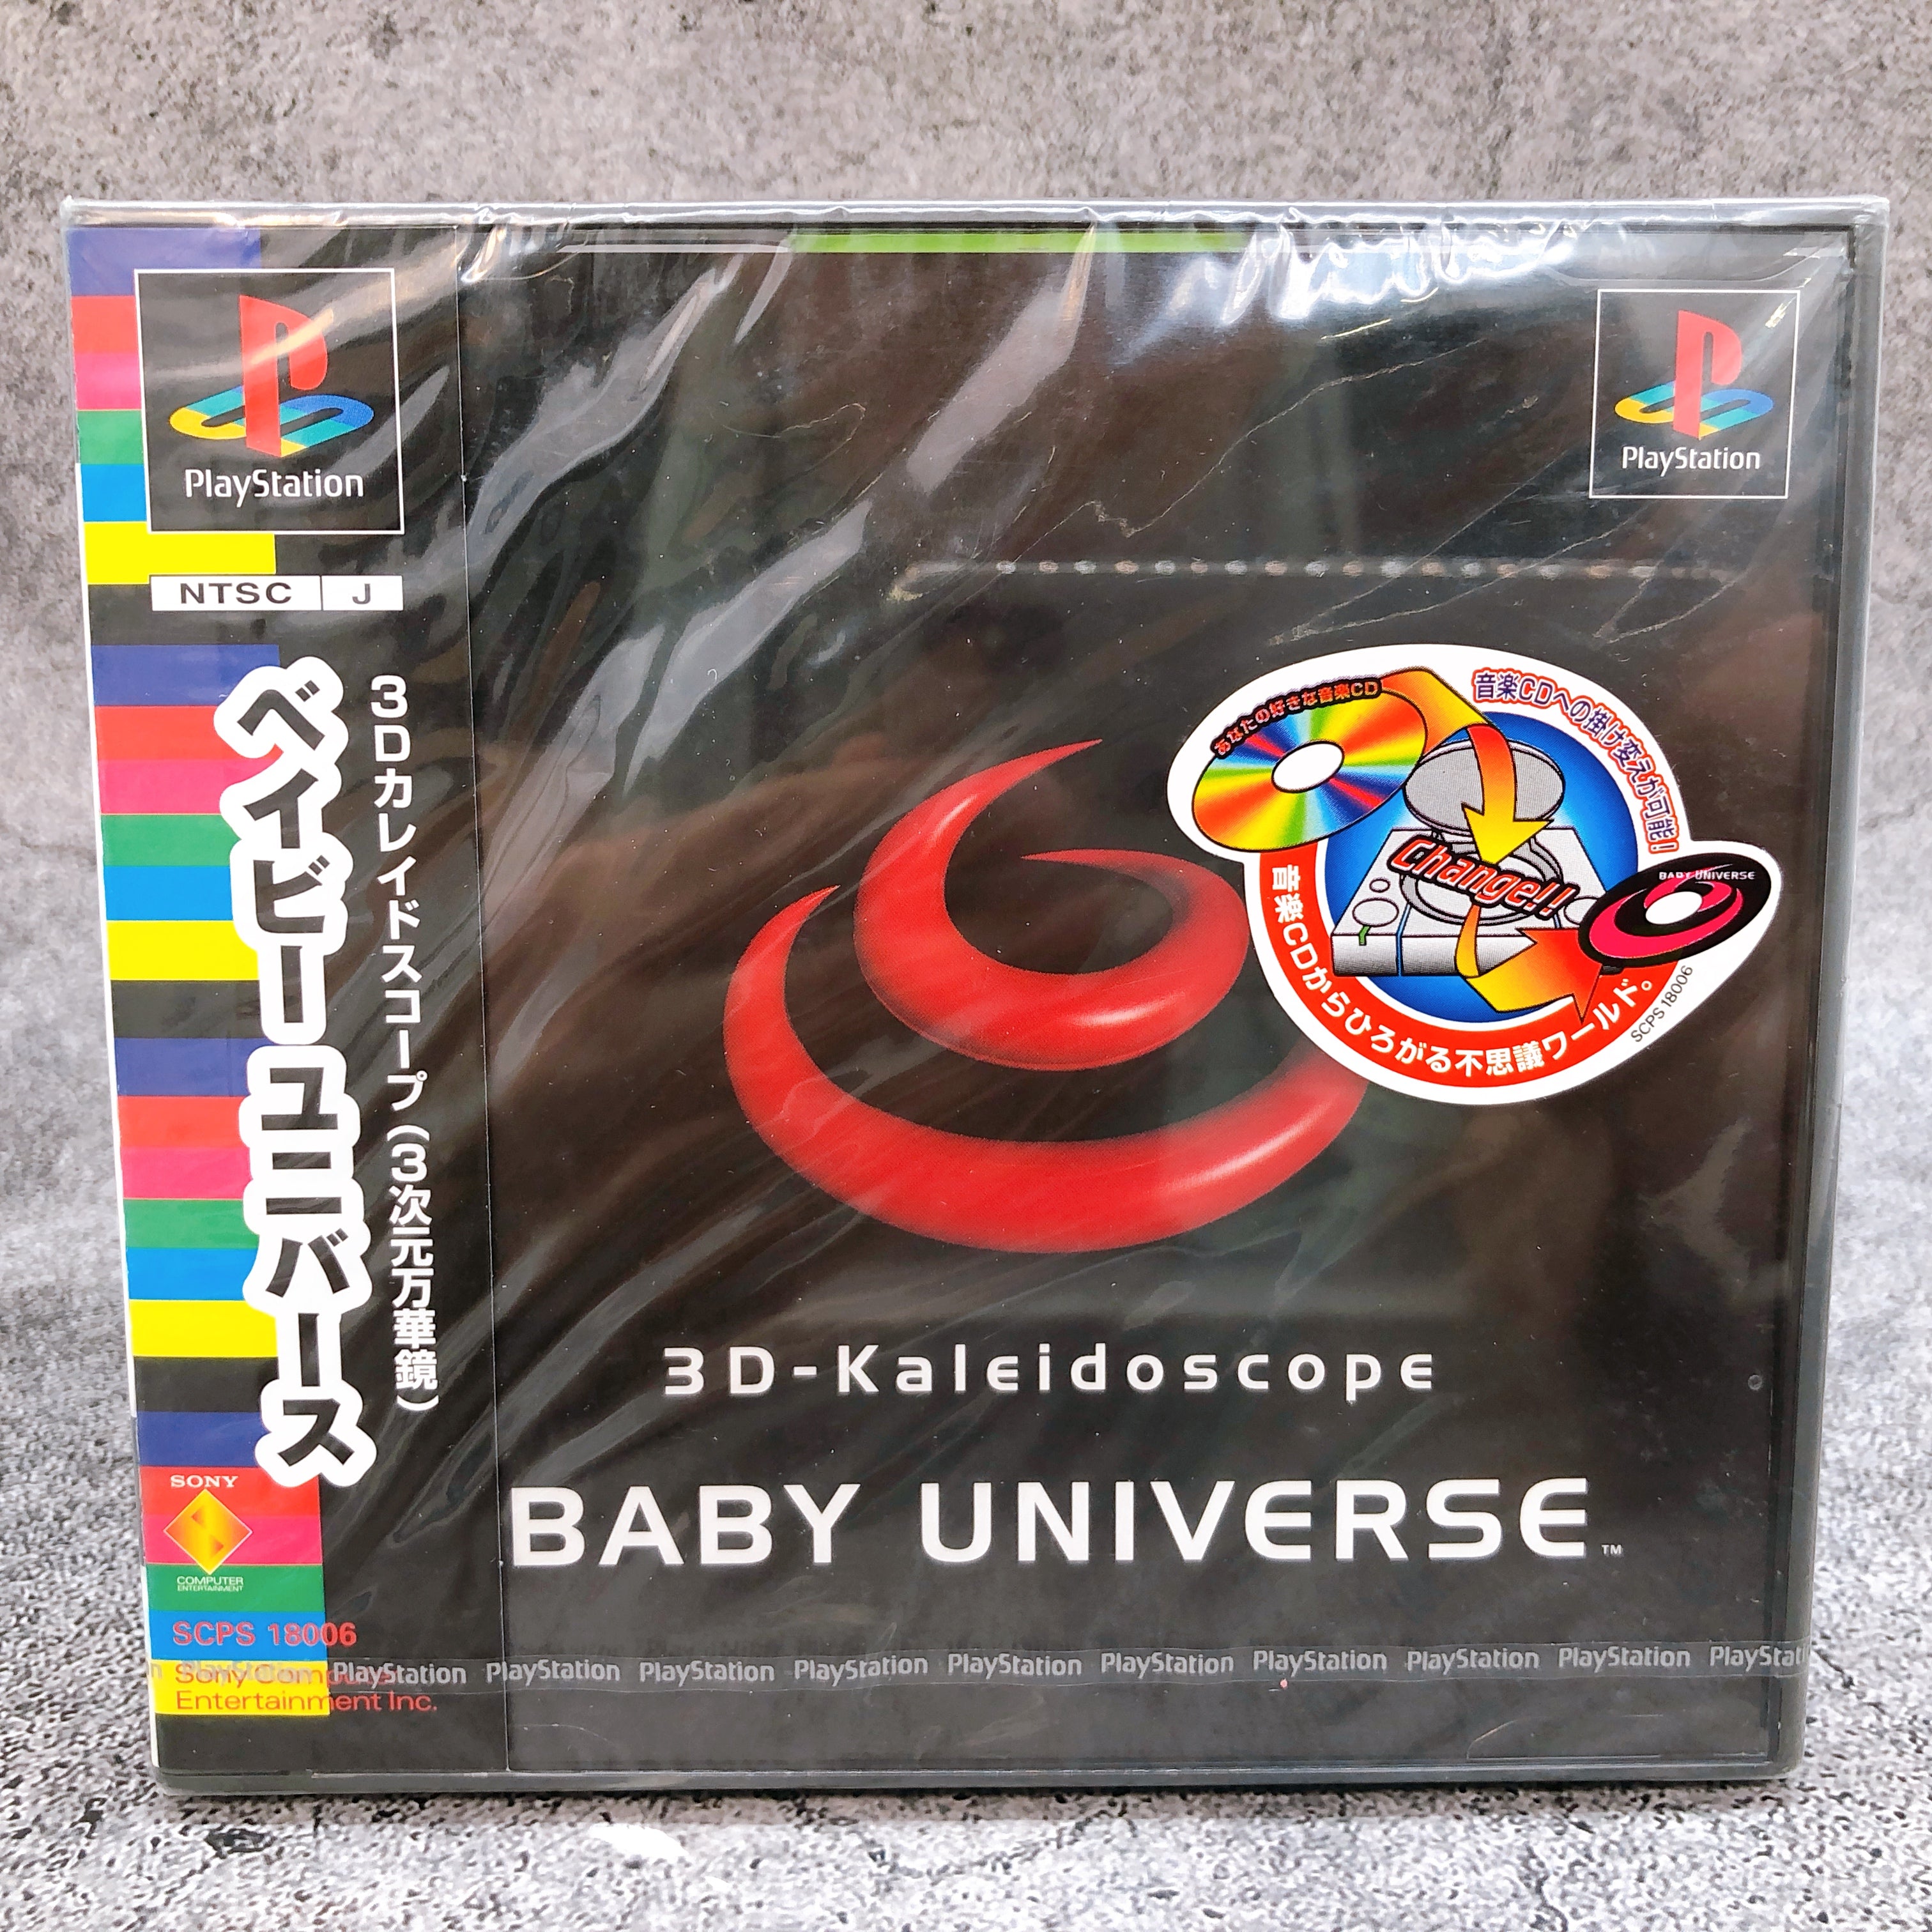 PlayStation
NTSC J
3Dカレイドスコープ(3次元万華鏡)
ベイビーユニバース
SONY
COMPUTER
ENTERTAINMENT
SCPS 18006
Sony Computer
Entertainment Inc.
PlayStation
あなたの好きな音楽CD
音楽CDへの掛け変えが可能!
Change!!
BABY UNIVERSE
音楽CDからひろがる不思議ワールド。
SCPS 18006
3D-Kaleidoscope
BABY UNIVERSE™
n PlayStation PlayStation PlayStation PlayStation PlayStation PlayStation PlayStation PlayStation PlayStation PlayStation PlayStat